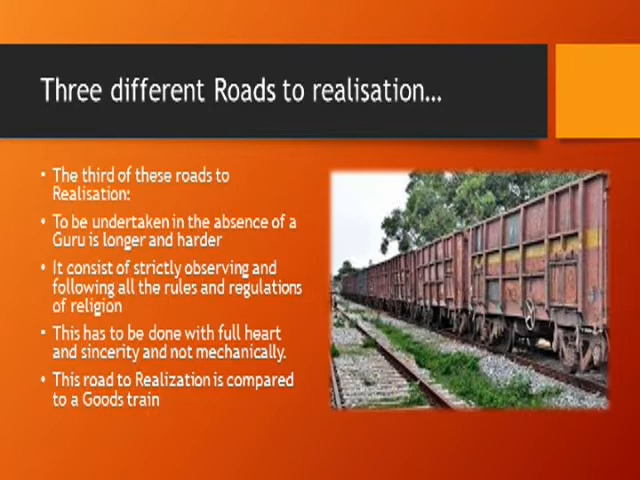 Three different Roads to realisation...
• The third of these roads to
Realisation:
• To be undertaken in the absence of a
Guru is longer and harder
• It consist of strictly observing and
following all the rules and regulations
of religion
• This has to be done with full heart
and sincerity and not mechanically.
• This road to Realization is compared
to a Goods train